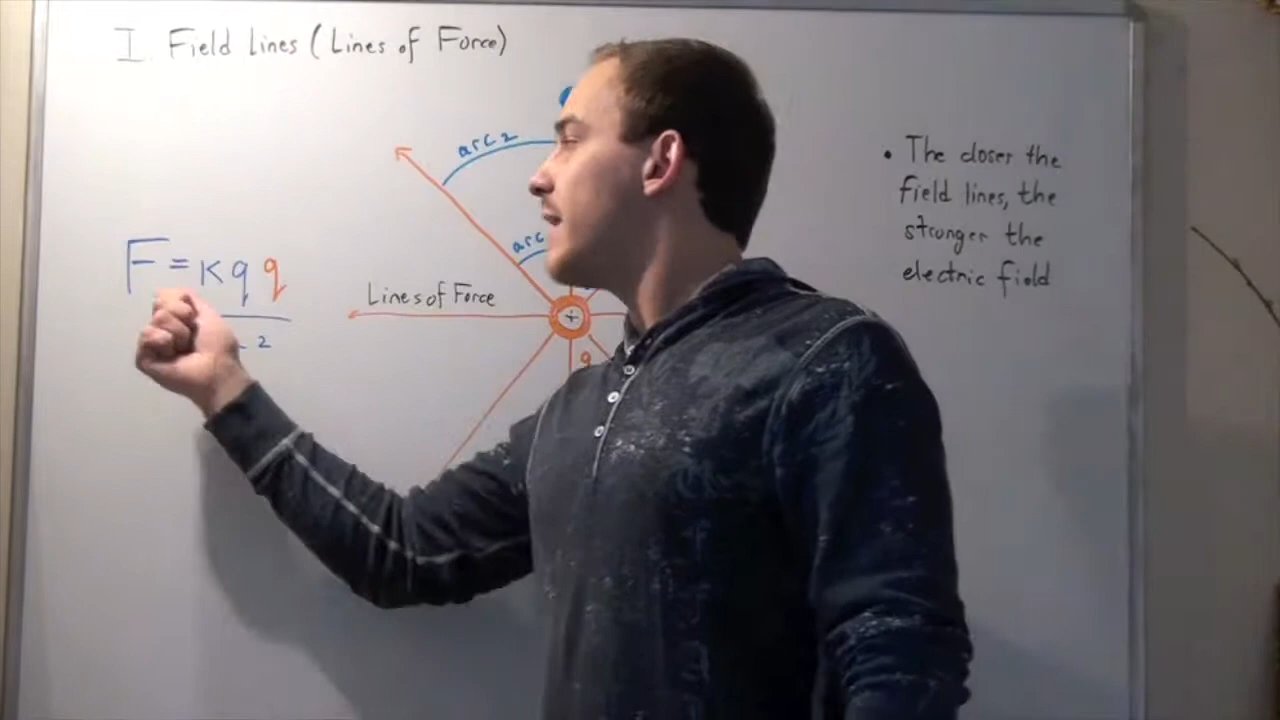 I. Field Lines (Lines of Force)
arc 2
arc
F = K q q
2
Lines of Force
+
q
• The closer the
field lines, the
stronger the
electric field